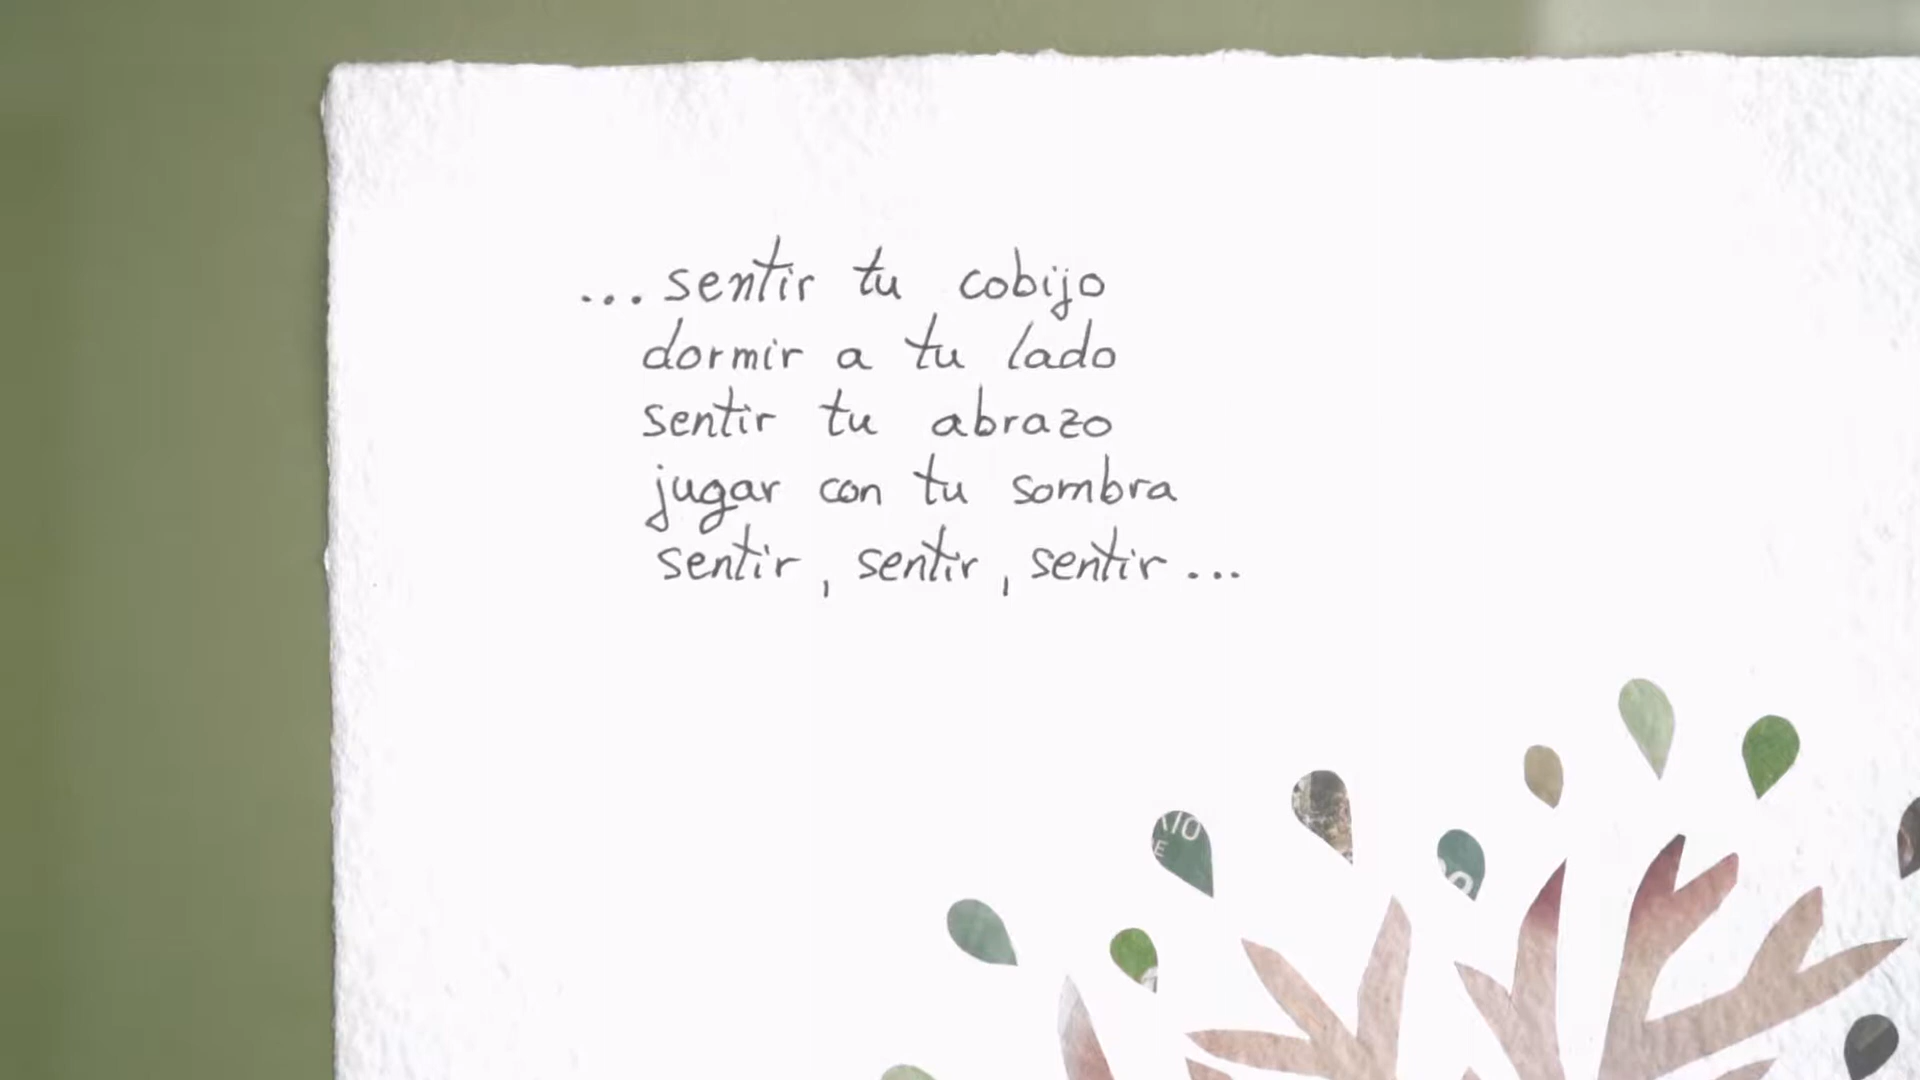 ...sentir tu cobijo
dormir a tu lado
sentir tu abrazo
jugar con tu sombra
sentir, sentir, sentir...